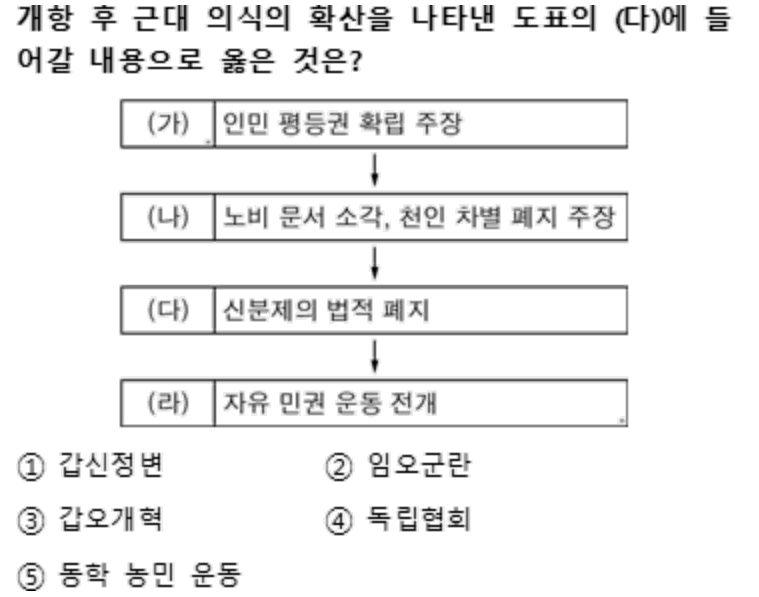 개항 후 근대 의식의 확산을 나타낸 도표의 (다)에 들
어갈 내용으로 옳은 것은?
(가) 인민 평등권 확립 주장
(나) 노비 문서 소각, 천인 차별 폐지 주장
(다) 신분제의 법적 폐지
(라) 자유 민권 운동 전개
① 갑신정변 ② 임오군란
③ 갑오개혁 ④ 독립협회
⑤ 동학 농민 운동